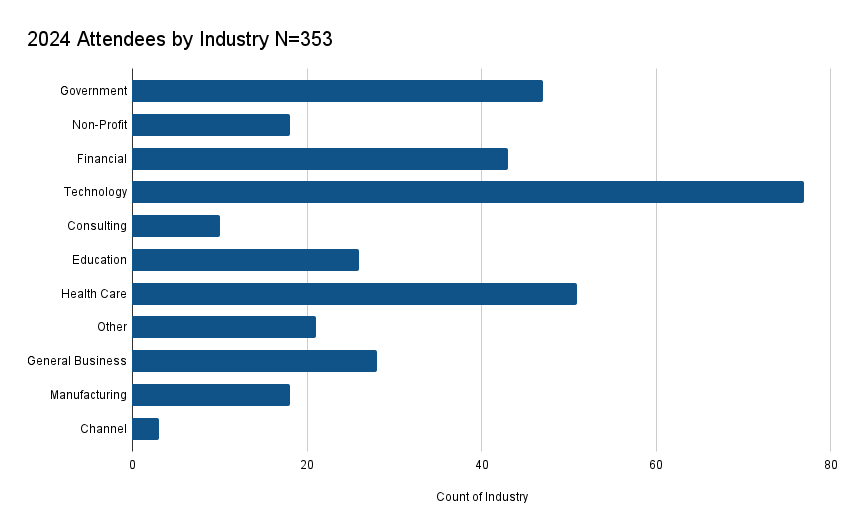 2024 Attendees by Industry N=353
Government
Non-Profit
Financial
Technology
Consulting
Education
Health Care
Other
General Business
Manufacturing
Channel
0 20 40 60 80
Count of Industry